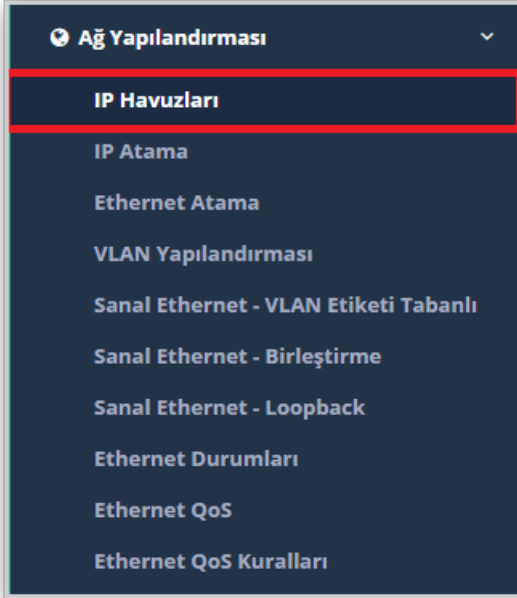 Ağ Yapılandırması
IP Havuzları
IP Atama
Ethernet Atama
VLAN Yapılandırması
Sanal Ethernet - VLAN Etiketi Tabanlı
Sanal Ethernet - Birleştirme
Sanal Ethernet - Loopback
Ethernet Durumları
Ethernet QoS
Ethernet QoS Kuralları